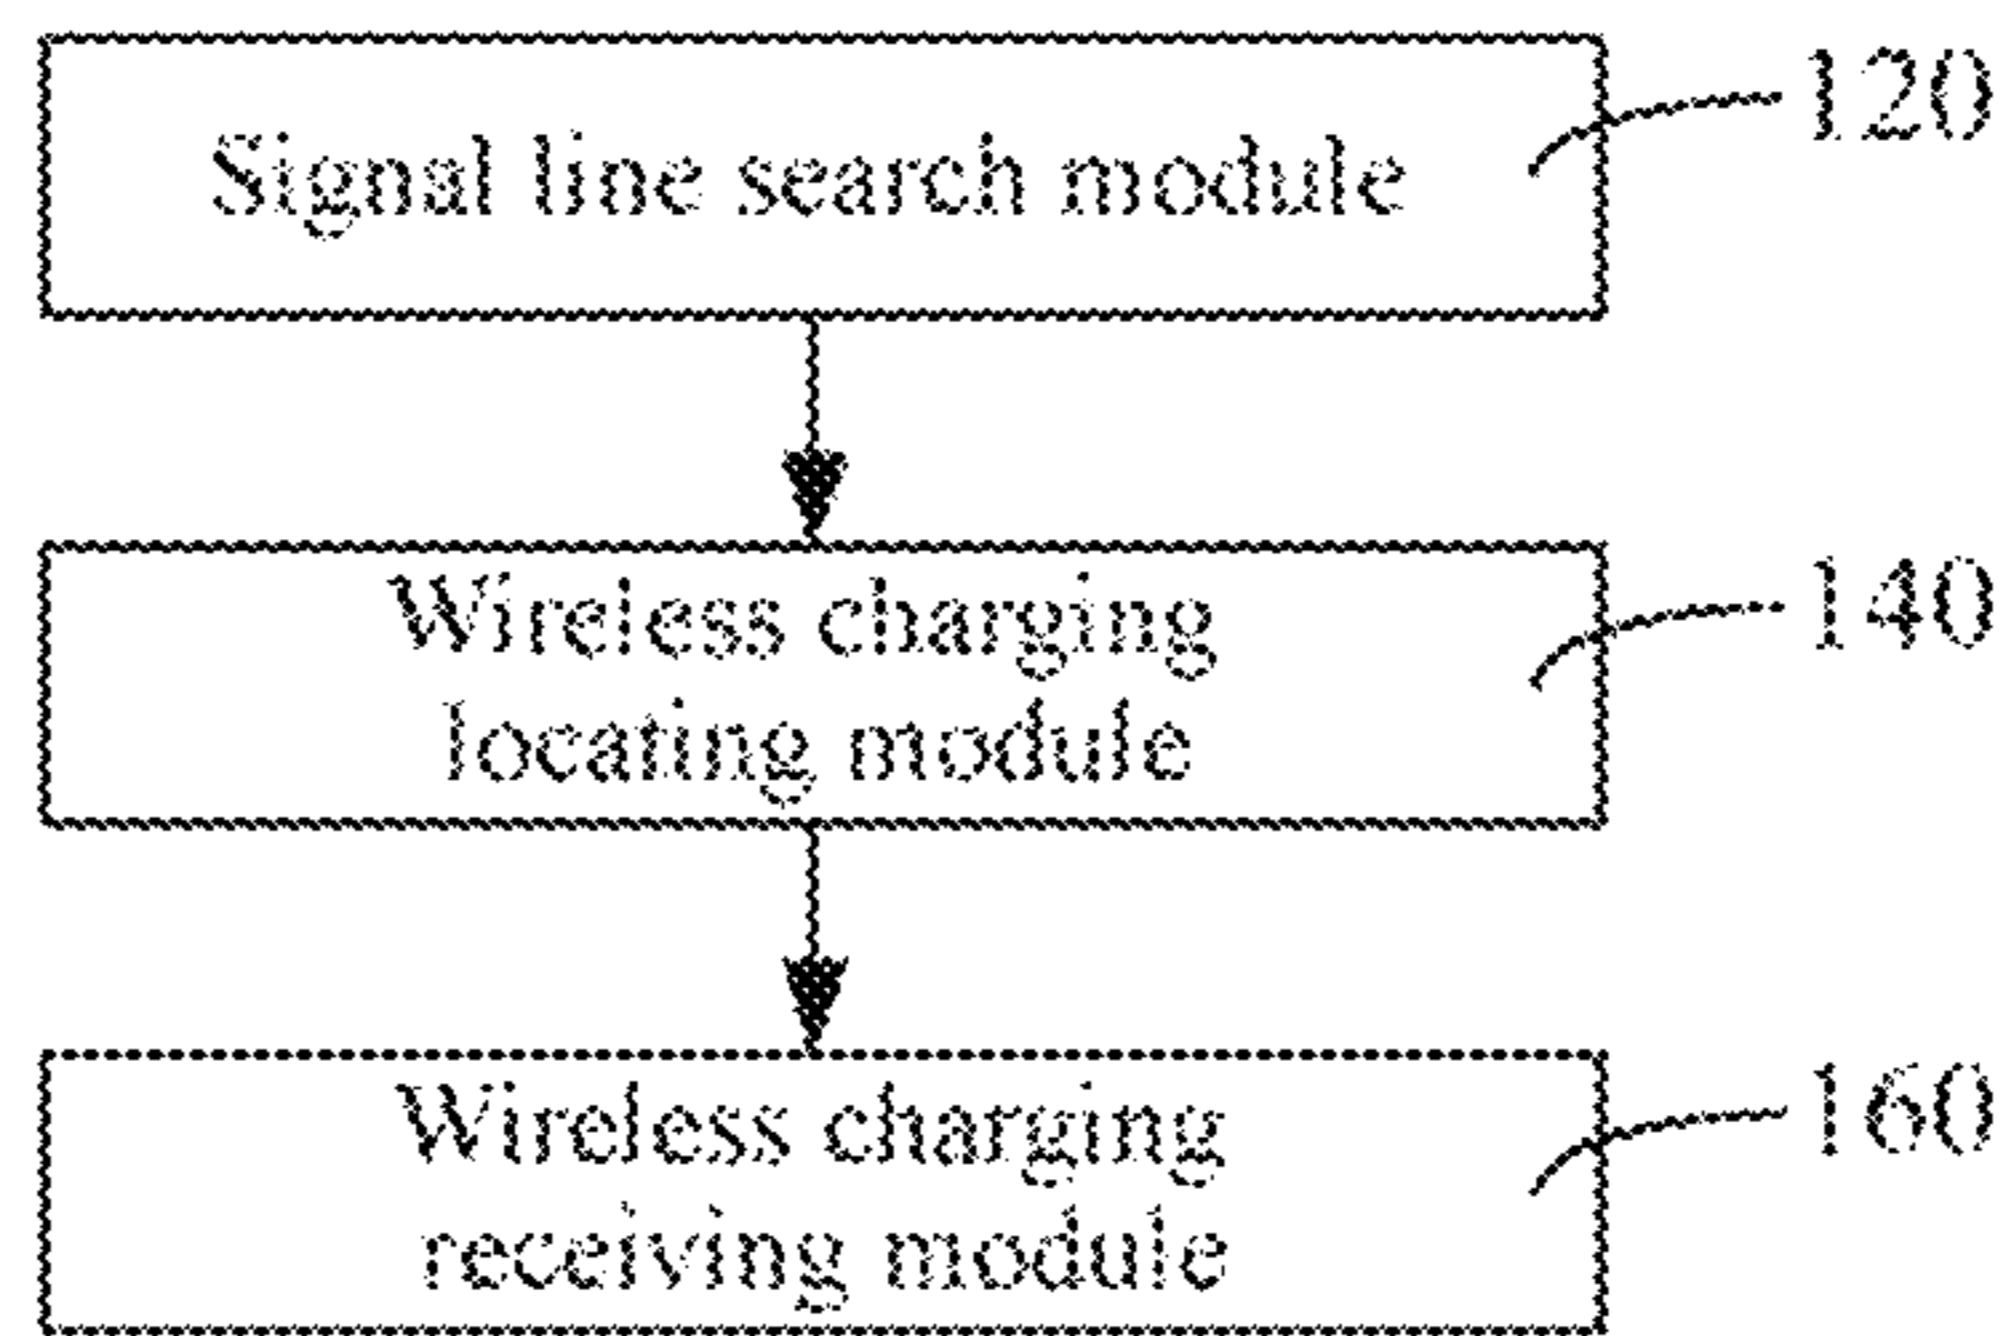 Signal line search module
120
Wireless charging
locating module
140
Wireless charging
receiving module
160